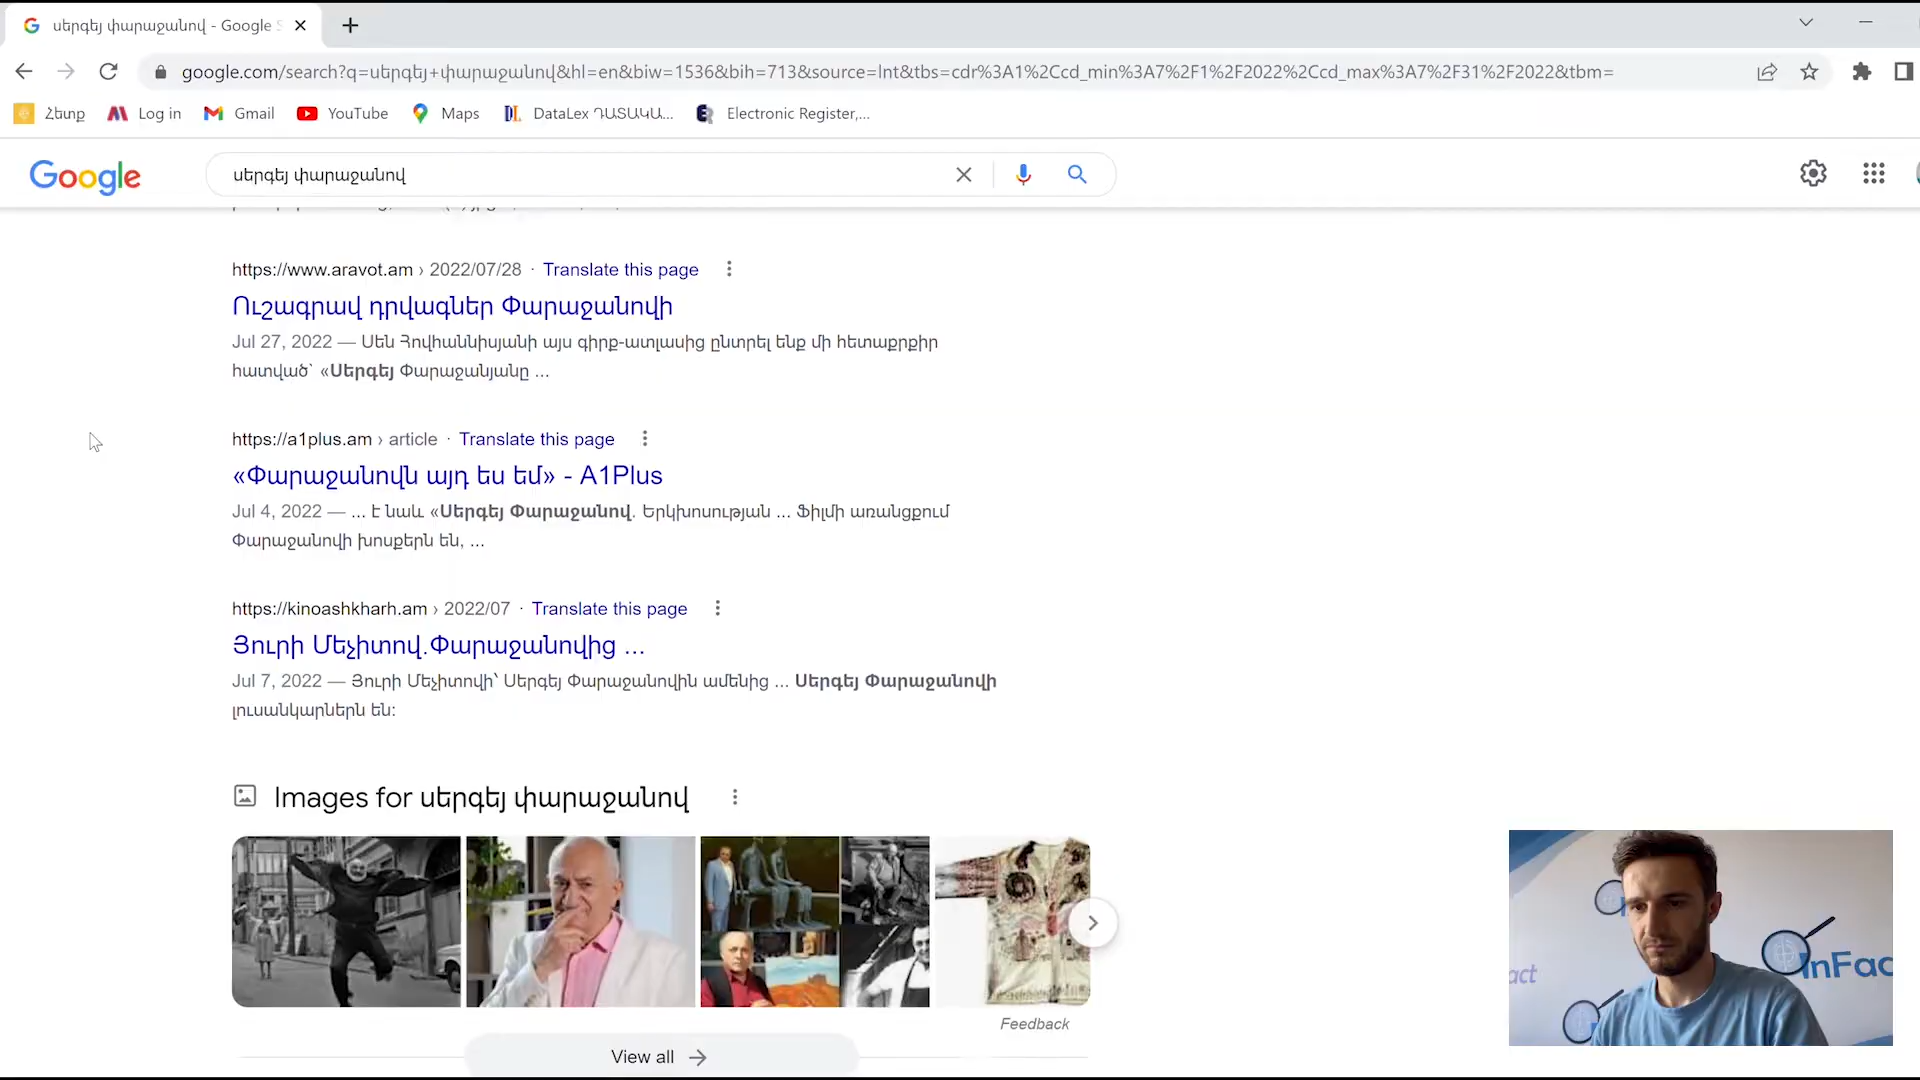 սերգեյ փարաջանով - Google S
google.com/search?q=սերգեյ+փարաջանով&hl=en&biw=1536&bih=713&source=lnt&tbs=cdr%3A1%2Ccd_min%3A7%2F1%2F2022%2Ccd_max%3A7%2F31%2F2022&tbm=
Հետք Log in Gmail YouTube Maps DataLex ԴԱՏԱԿԱ... Electronic Register,...
Google սերգեյ փարաջանով
https://www.aravot.am › 2022/07/28 · Translate this page
Ուշագրավ դրվագներ Փարաջանովի
Jul 27, 2022 — Սեն Հովհաննիսյանի այս գիրք-ատլասից ընտրել ենք մի հետաքրքիր
հատված՝ «Սերգեյ Փարաջանյանը ...
https://a1plus.am › article · Translate this page
«Փարաջանովն այդ ես եմ» - A1Plus
Jul 4, 2022 — ... է նաև «Սերգեյ Փարաջանով. Երկխոսության ... Ֆիլմի առանցքում
Փարաջանովի խոսքերն են, ...
https://kinoashkharh.am › 2022/07 · Translate this page
Յուրի Մեչիտով.Փարաջանովից ...
Jul 7, 2022 — Յուրի Մեչիտովի՝ Սերգեյ Փարաջանովին ամենից ... Սերգեյ Փարաջանովի
լուսանկարներն են:
Images for սերգեյ փարաջանով
Feedback
View all
InFac
act